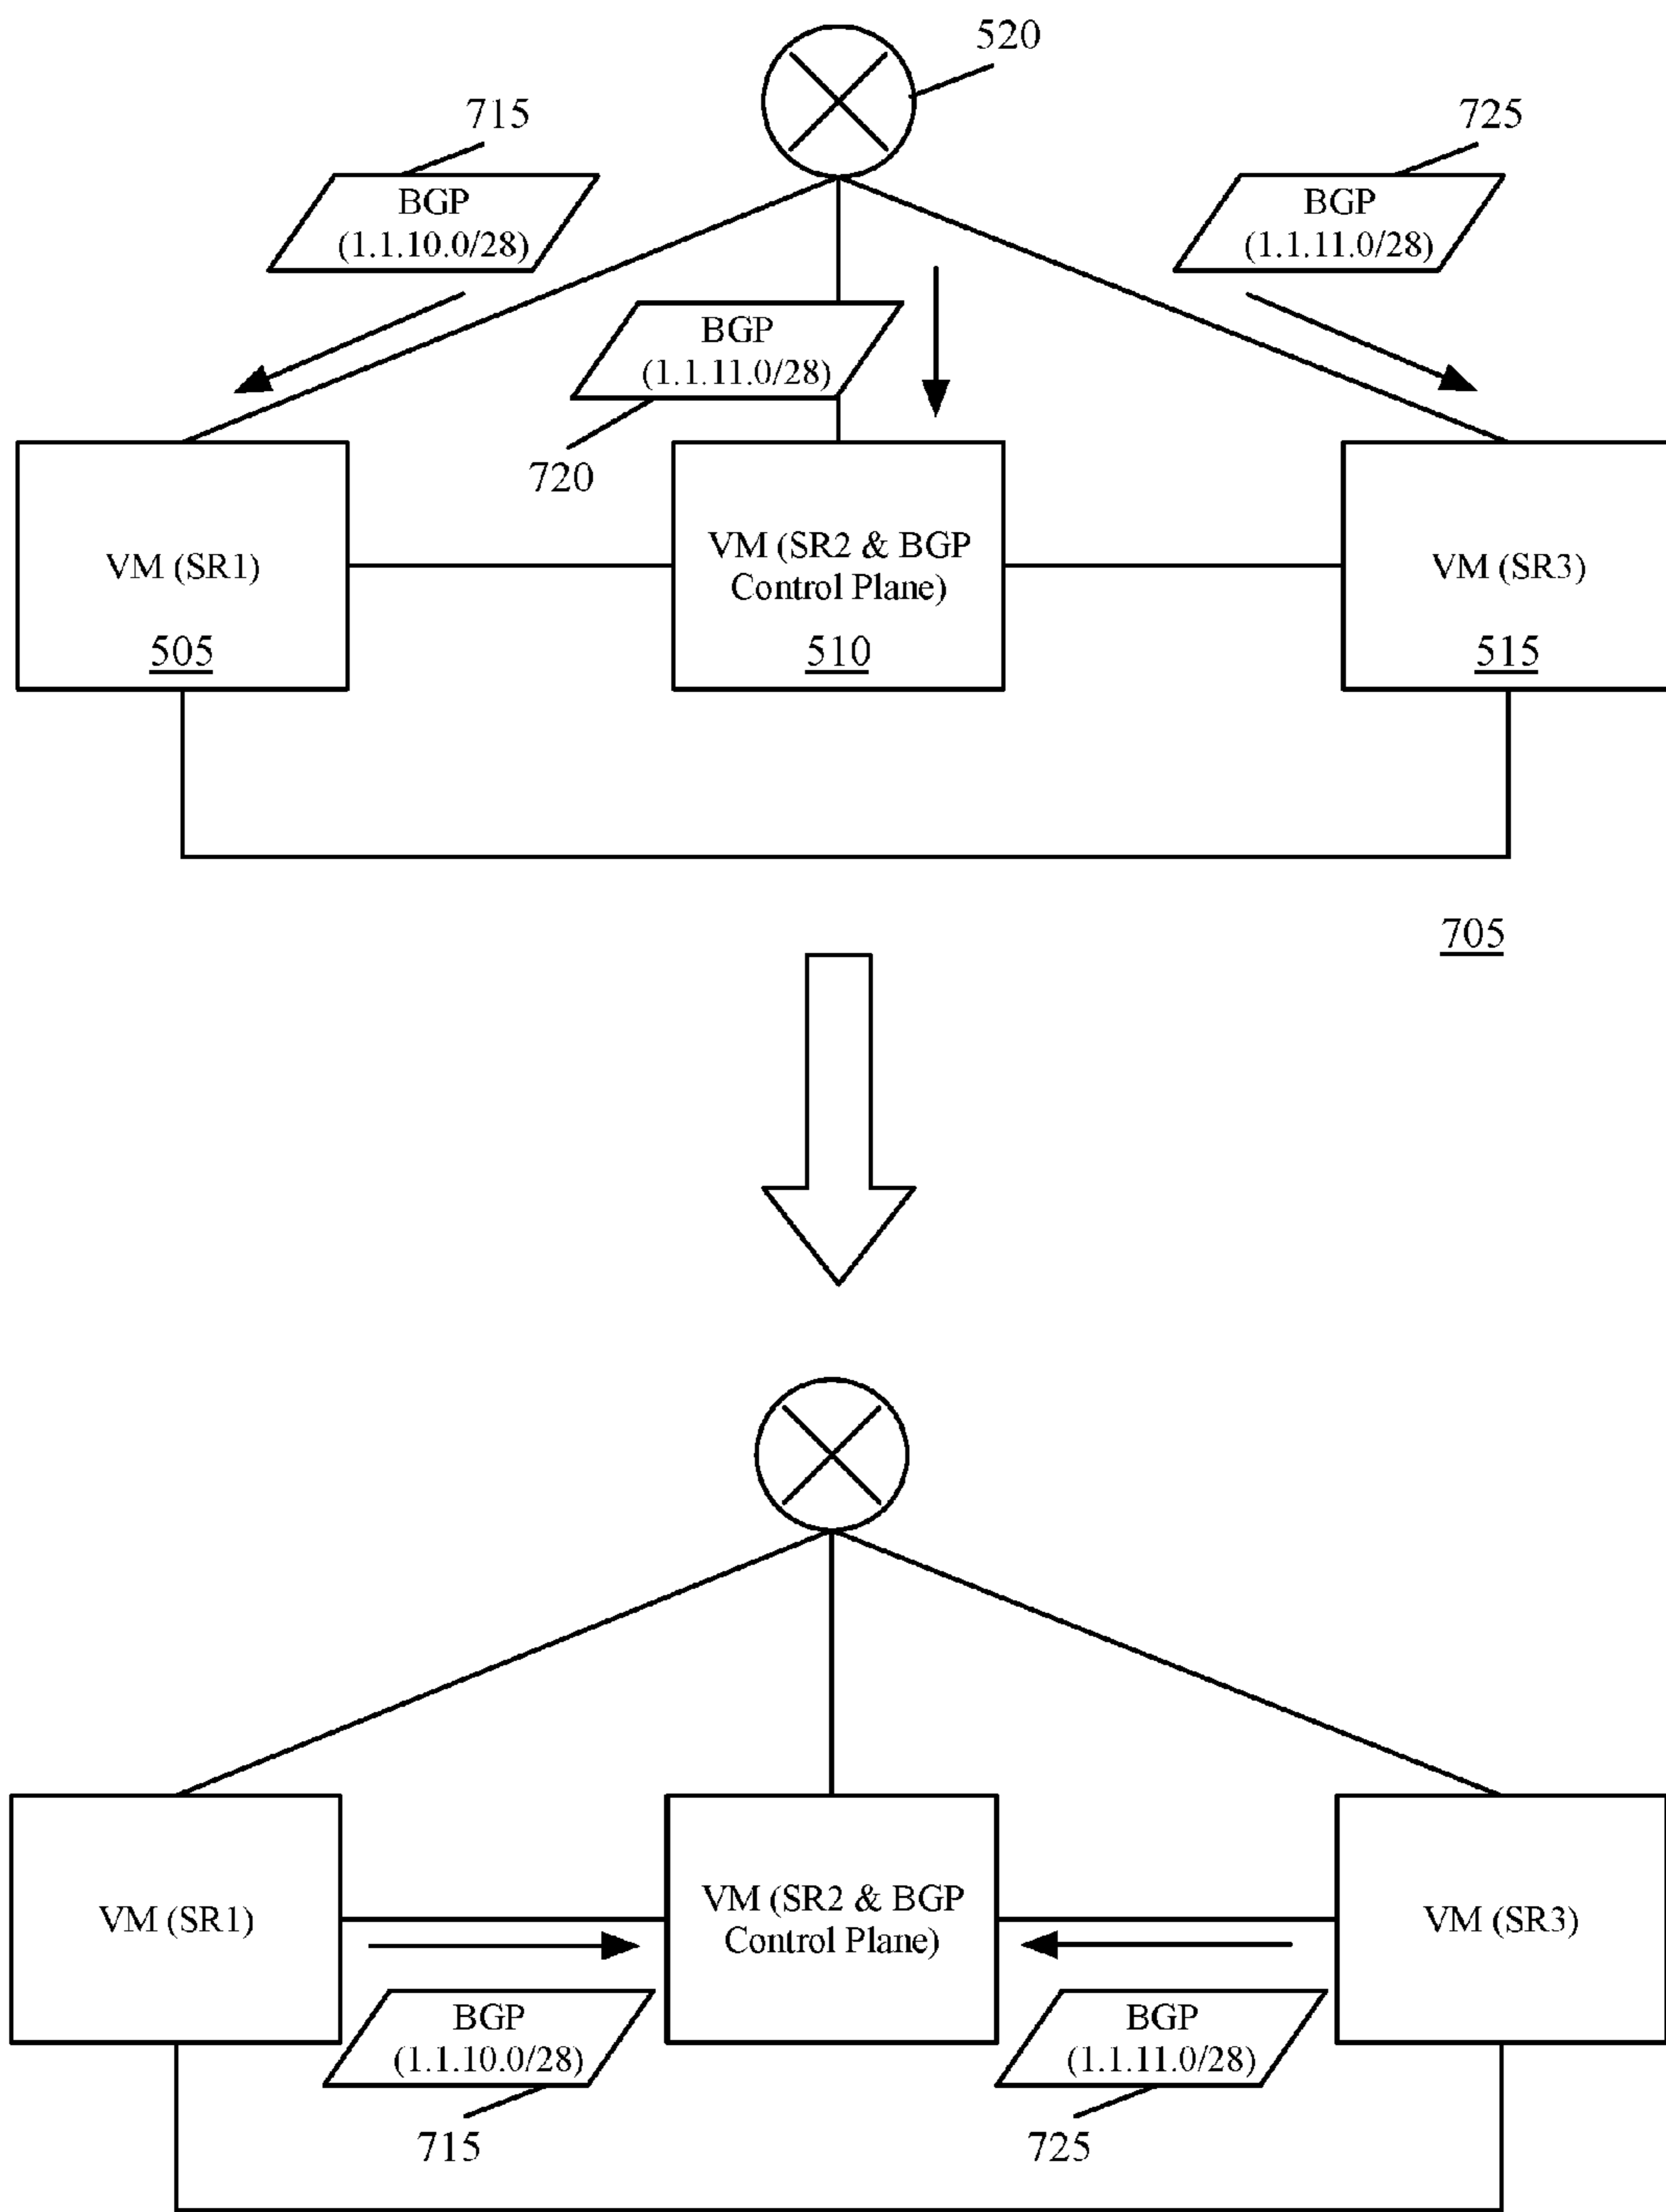 520
715
725
BGP
(1.1.10.0/28)
BGP
(1.1.11.0/28)
BGP
(1.1.11.0/28)
720
VM (SR1)
505
VM (SR2 & BGP
Control Plane)
510
VM (SR3)
515
705
VM (SR1)
VM (SR2 & BGP
Control Plane)
VM (SR3)
BGP
(1.1.10.0/28)
BGP
(1.1.11.0/28)
715
725